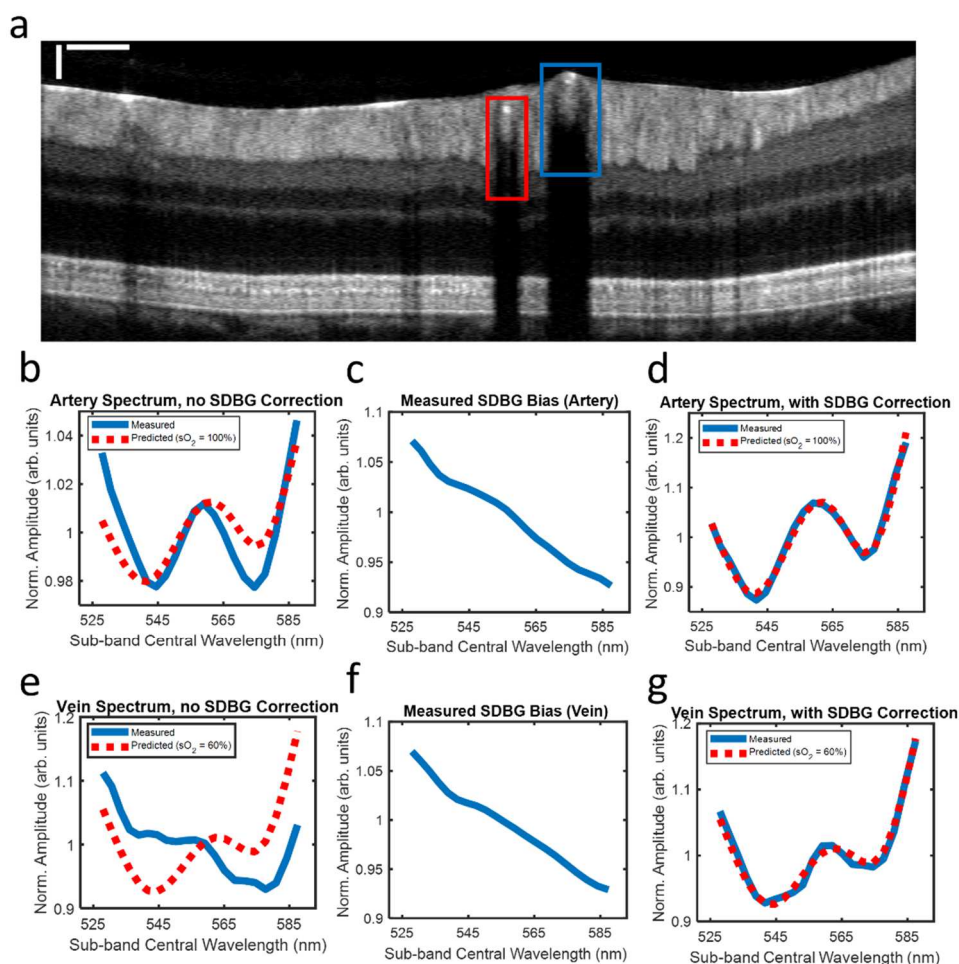 a
b
Artery Spectrum, no SDBG Correction
Norm. Amplitude (arb. units)
1.04
1.02
1
0.98
Measured
Predicted (sO2 = 100%)
525 545 565 585
Sub-band Central Wavelength (nm)
c
Measured SDBG Bias (Artery)
Norm. Amplitude (arb. units)
1.1
1.05
1
0.95
0.9
525 545 565 585
Sub-band Central Wavelength (nm)
d
Artery Spectrum, with SDBG Correction
Norm. Amplitude (arb. units)
1.2
1.1
1
0.9
Measured
Predicted (sO2 = 100%)
525 545 565 585
Sub-band Central Wavelength (nm)
e
Vein Spectrum, no SDBG Correction
Norm. Amplitude (arb. units)
1.2
1.1
1
0.9
Measured
Predicted (sO2 = 60%)
525 545 565 585
Sub-band Central Wavelength (nm)
f
Measured SDBG Bias (Vein)
Norm. Amplitude (arb. units)
1.1
1.05
1
0.95
0.9
525 545 565 585
Sub-band Central Wavelength (nm)
g
Vein Spectrum, with SDBG Correction
Norm. Amplitude (arb. units)
1.2
1.1
1
0.9
Measured
Predicted (sO2 = 60%)
525 545 565 585
Sub-band Central Wavelength (nm)